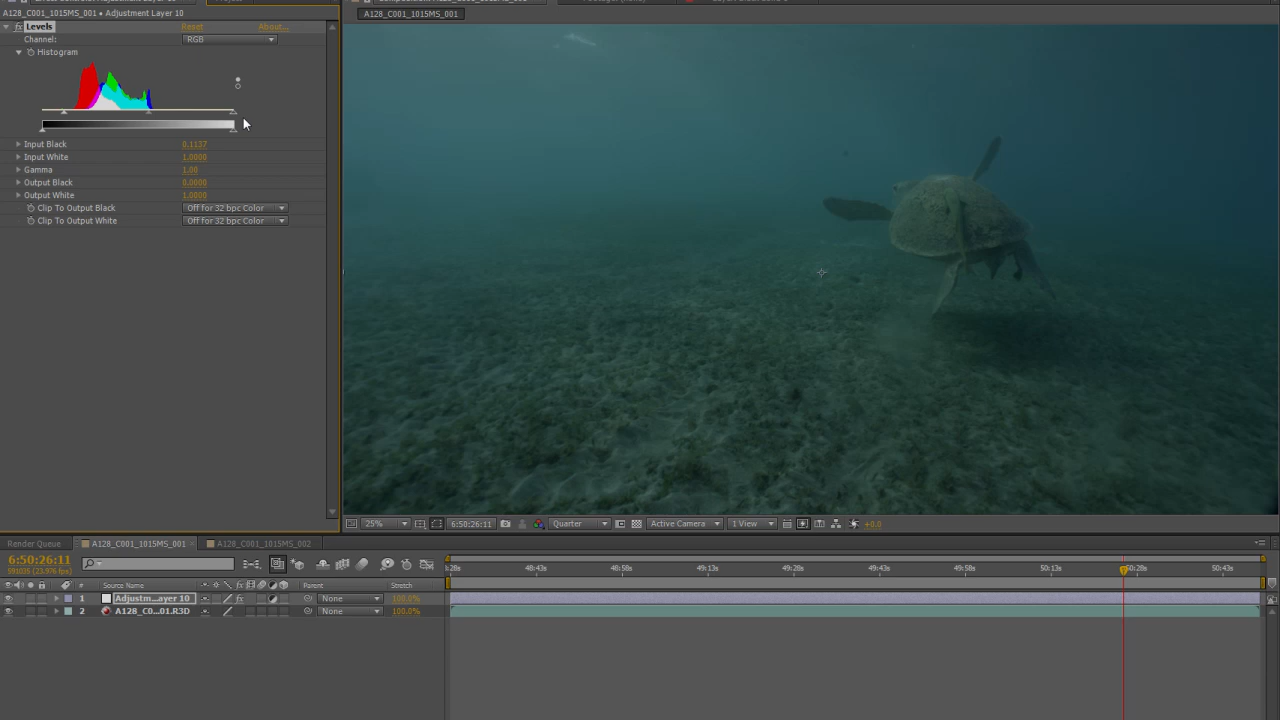 A128_C001_1015MS_001 • Adjustment Layer 10
fx Levels Reset About...
Channel: RGB
Histogram
Input Black 0.1137
Input White 1.0000
Gamma 1.00
Output Black 0.0000
Output White 1.0000
Clip To Output Black Off for 32 bpc Color
Clip To Output White Off for 32 bpc Color
A128_C001_1015MS_001
25% 6:50:26:11 Quarter Active Camera 1 View +0.0
Render Queue A128_C001_1015MS_001 × A128_C001_1015MS_002
6:50:26:11
(23.976 fps)
:28s 48:43s 48:58s 49:13s 49:28s 49:43s 49:58s 50:13s 50:28s 50:43s
# Source Name fx Parent Stretch
1 Adjustm...ayer 10 fx None 100.0%
2 A128_C0...01.R3D None 100.0%